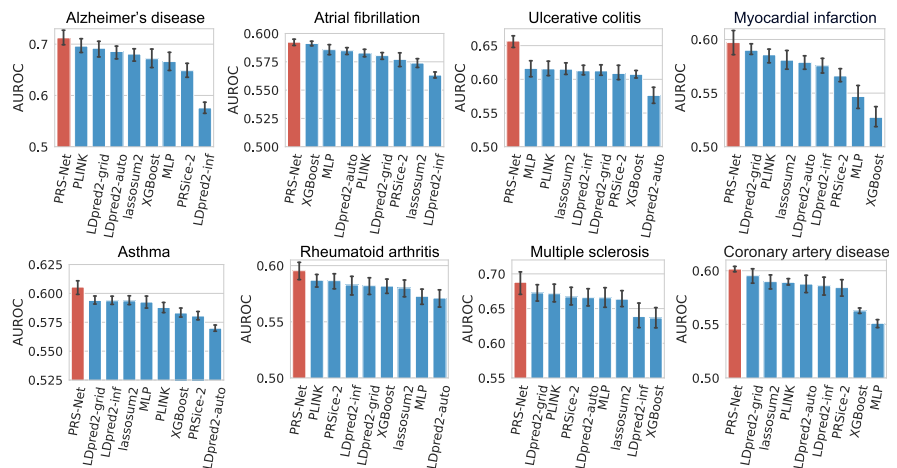 Alzheimer's disease
AUROC
0.7
0.6
0.5
PRS-Net
PLINK
LDpred2-grid
LDpred2-auto
lassosum2
XGBoost
MLP
PRSice-2
LDpred2-inf
Atrial fibrillation
AUROC
0.600
0.575
0.550
0.525
0.500
PRS-Net
XGBoost
MLP
LDpred2-auto
PLINK
LDpred2-grid
PRSice-2
lassosum2
LDpred2-inf
Ulcerative colitis
AUROC
0.65
0.60
0.55
0.50
PRS-Net
MLP
PLINK
lassosum2
LDpred2-inf
LDpred2-grid
PRSice-2
XGBoost
LDpred2-auto
Myocardial infarction
AUROC
0.60
0.55
0.50
PRS-Net
LDpred2-grid
PLINK
lassosum2
LDpred2-auto
LDpred2-inf
PRSice-2
MLP
XGBoost
Asthma
AUROC
0.625
0.600
0.575
0.550
0.525
PRS-Net
LDpred2-grid
LDpred2-inf
lassosum2
MLP
PLINK
XGBoost
PRSice-2
LDpred2-auto
Rheumatoid arthritis
AUROC
0.60
0.55
0.50
PRS-Net
PLINK
PRSice-2
LDpred2-inf
LDpred2-grid
XGBoost
lassosum2
MLP
LDpred2-auto
Multiple sclerosis
AUROC
0.70
0.65
0.60
0.55
PRS-Net
LDpred2-grid
PLINK
PRSice-2
LDpred2-auto
MLP
lassosum2
LDpred2-inf
XGBoost
Coronary artery disease
AUROC
0.60
0.55
0.50
PRS-Net
LDpred2-grid
lassosum2
PLINK
LDpred2-auto
LDpred2-inf
PRSice-2
XGBoost
MLP